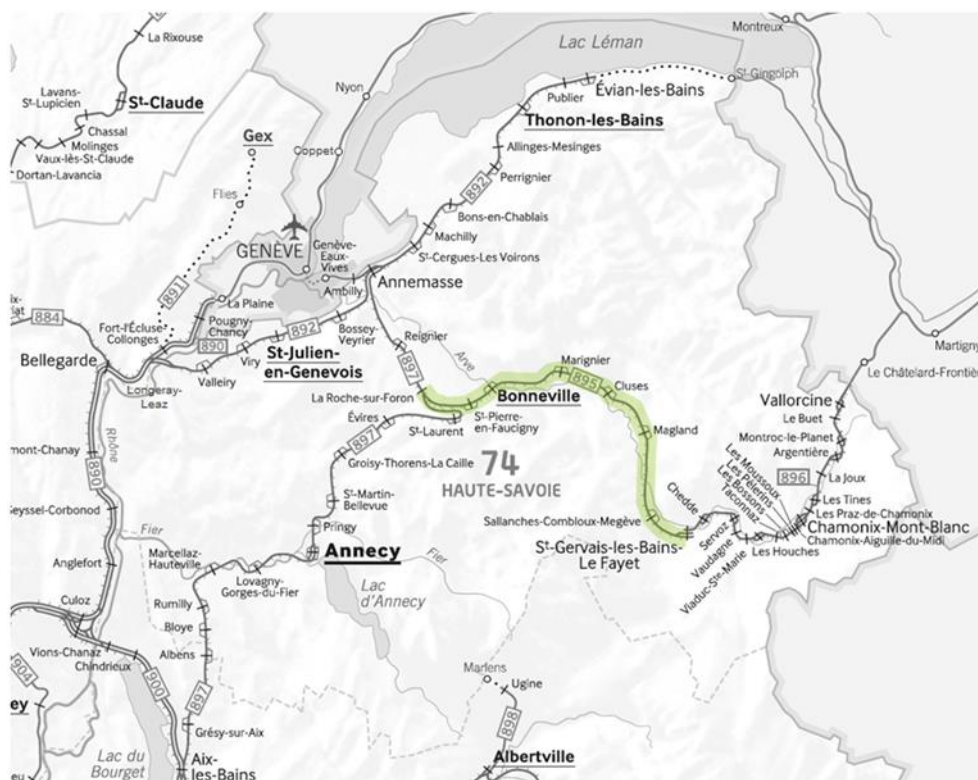 La Rixouse
Lavans-
St-Lupicien
St-Claude
Chassal
Molinges
Vaux-lès-St-Claude
Dortan-Lavancia
Gex
Flies
891
Nyon
Coppet
Lac Léman
Montreux
St-Gingolph
Évian-les-Bains
Publier
Thonon-les-Bains
Allinges-Mesinges
Perrignier
892
Bons-en-Chablais
Machilly
St-Cergues-Les Voirons
GENÈVE
Genève-
Eaux-
Vives
Ambilly
Annemasse
La Plaine
Pougny-
Chancy
Fort-l'Écluse-
Collonges
884
890
892
Bossey-
Veyrier
Viry
St-Julien-
en-Genevois
Valleiry
Bellegarde
Longeray-
Leaz
Reignier
897
Arve
La Roche-sur-Foron
Marignier
895
Cluses
Bonneville
St-Pierre-
en-Faucigny
St-Laurent
Évires
897
Groisy-Thorens-La Caille
Magland
74
HAUTE-SAVOIE
St-Martin-
Bellevue
Pringy
Annecy
Sallanches-Combloux-Megève
St-Gervais-les-Bains-
Le Fayet
Chedde
Servoz
Vaudagne
Viaduc-Ste-Marie
Les Houches
Taconnaz
Les Bossons
Les Pèlerins
Les Moussoux
Chamonix-Mont-Blanc
Chamonix-Aiguille-du-Midi
Les Praz-de-Chamonix
Les Tines
La Joux
896
Argentière
Montroc-le-Planet
Le Buet
Vallorcine
Le Châtelard-Frontière
Martigny
Rhône
mont-Chanay
890
Seyssel-Corbonod
Anglefort
Culoz
Vions-Chanaz
Chindrieux
900
904
ey
Fier
Marcellaz-
Hauteville
Lovagny-
Gorges-du-Fier
Fier
Lac
d'Annecy
Rumilly
Bloye
Albens
897
Grésy-sur-Aix
Aix-
les-Bains
Lac du
Bourget
Marlens
Ugine
898
Albertville